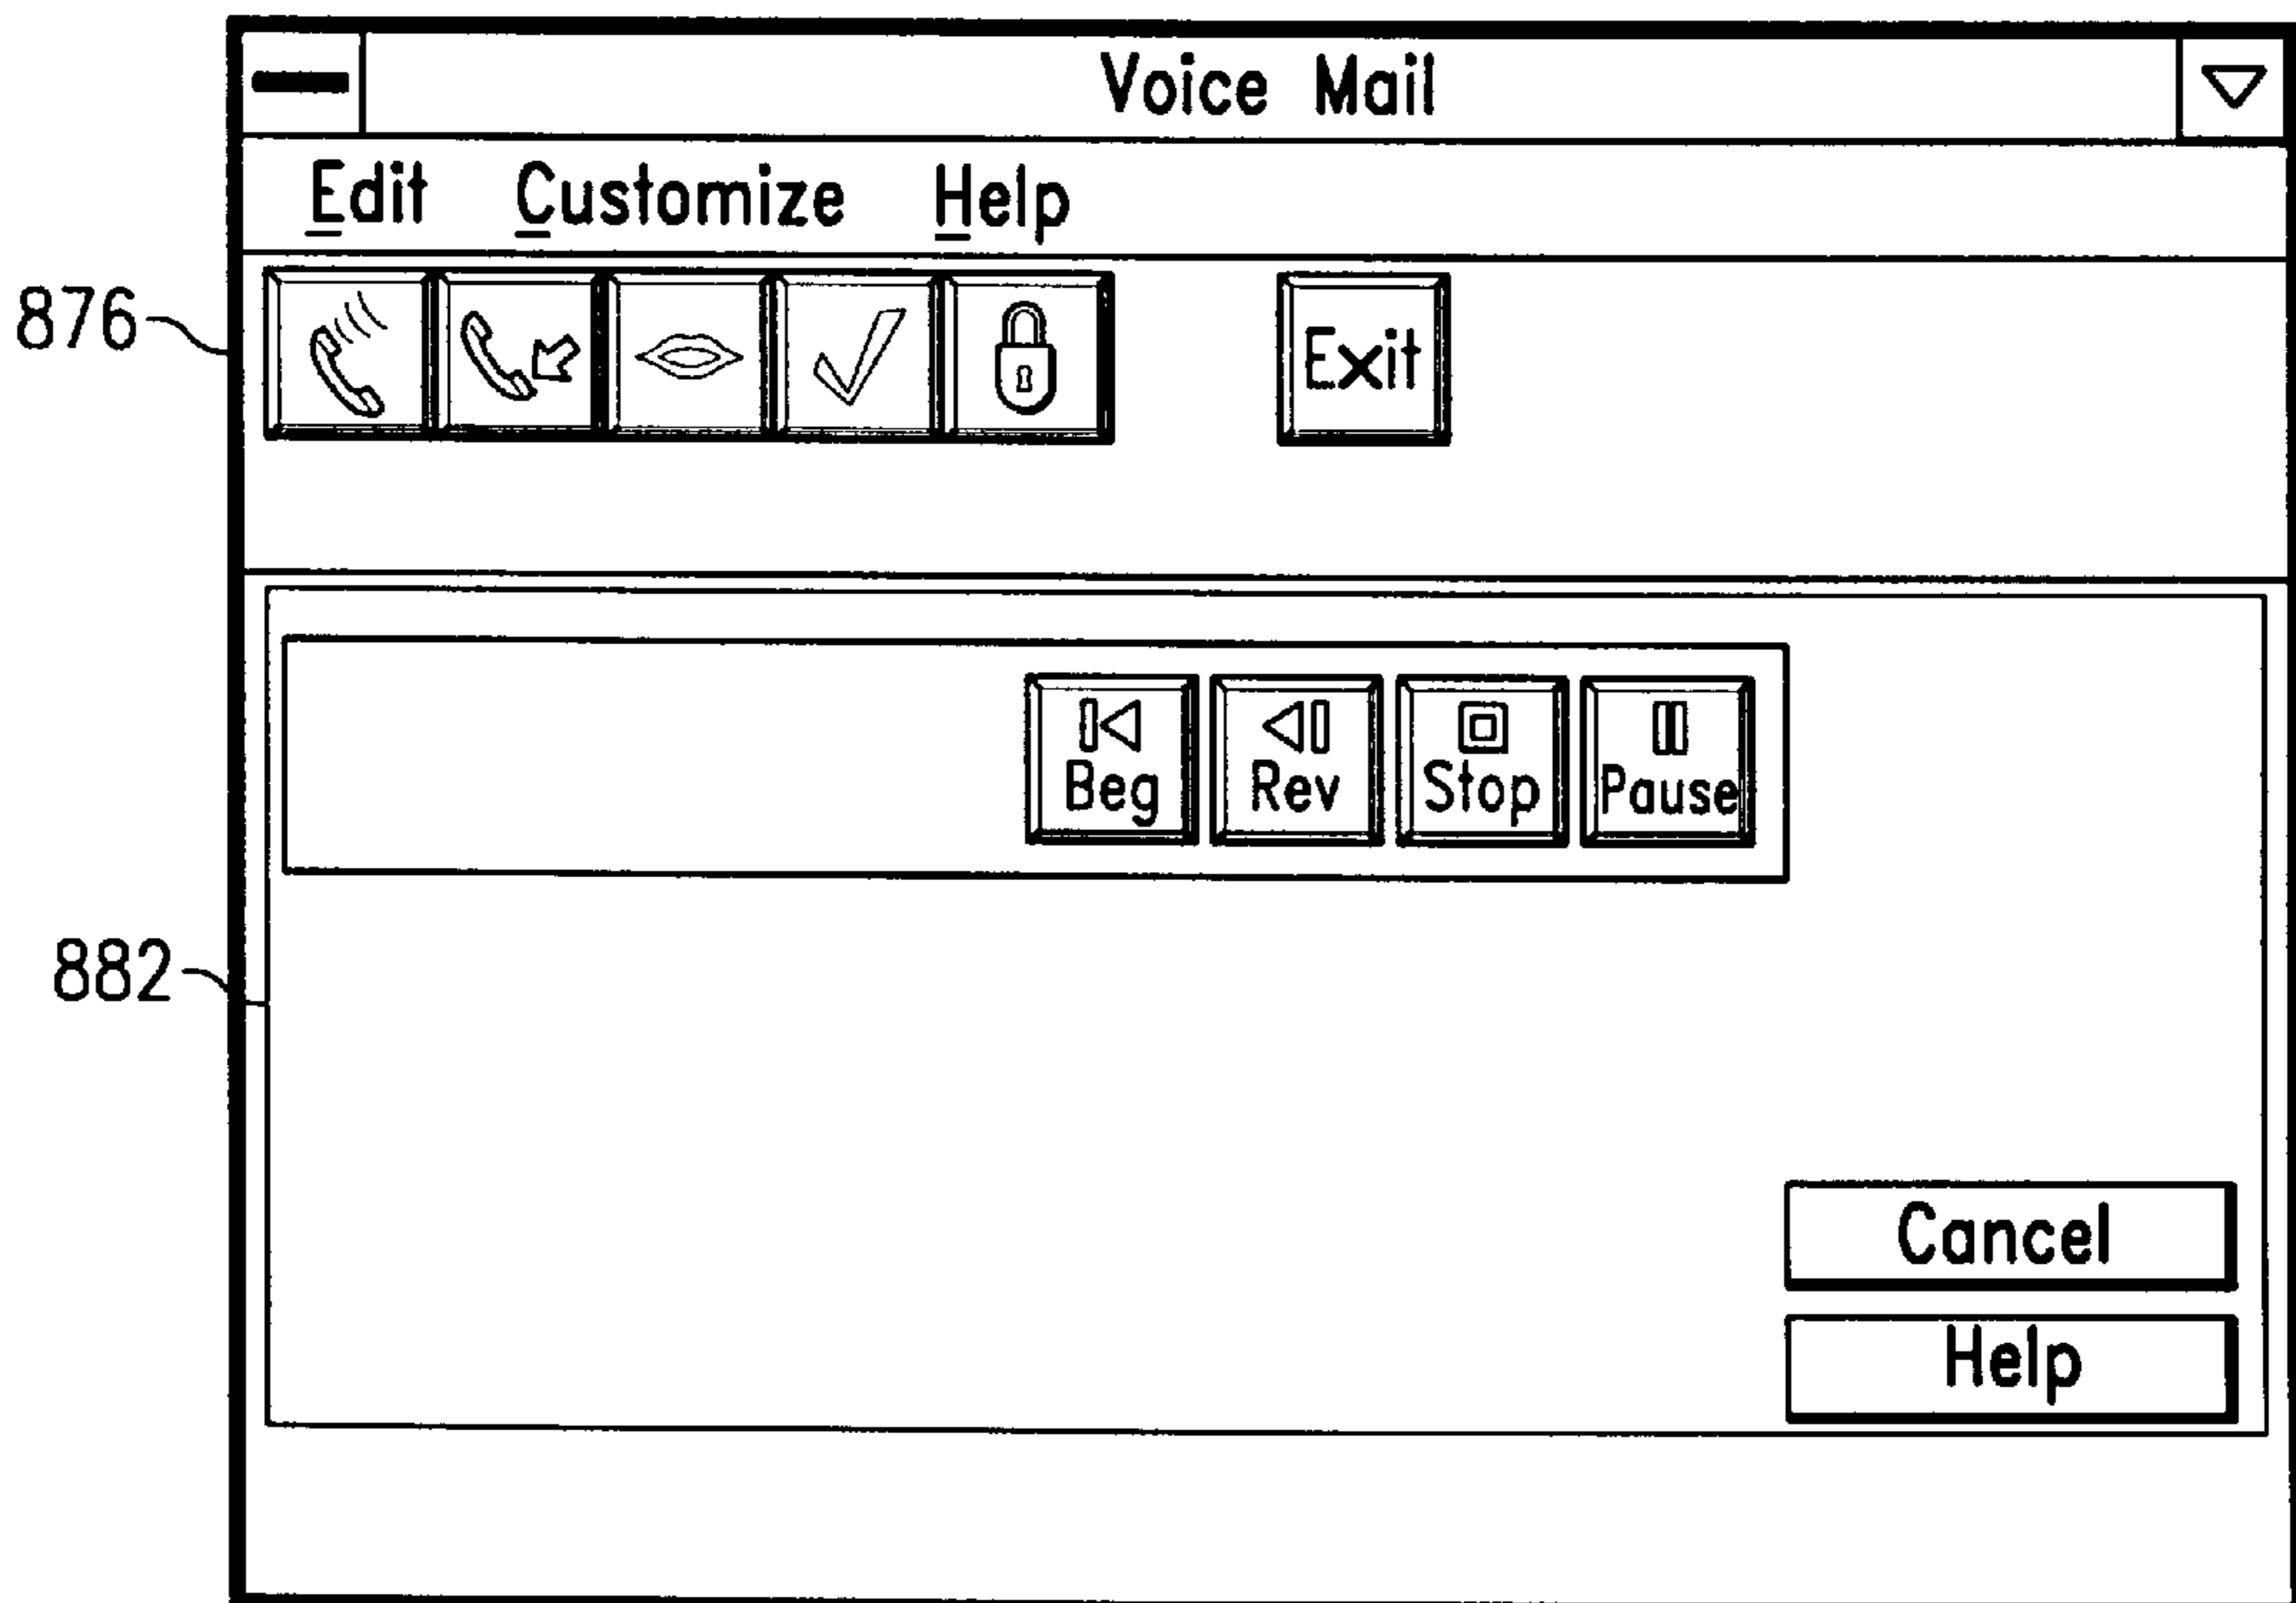 Voice Mail
Edit Customize Help
876
Exit
Beg Rev Stop Pause
882
Cancel
Help